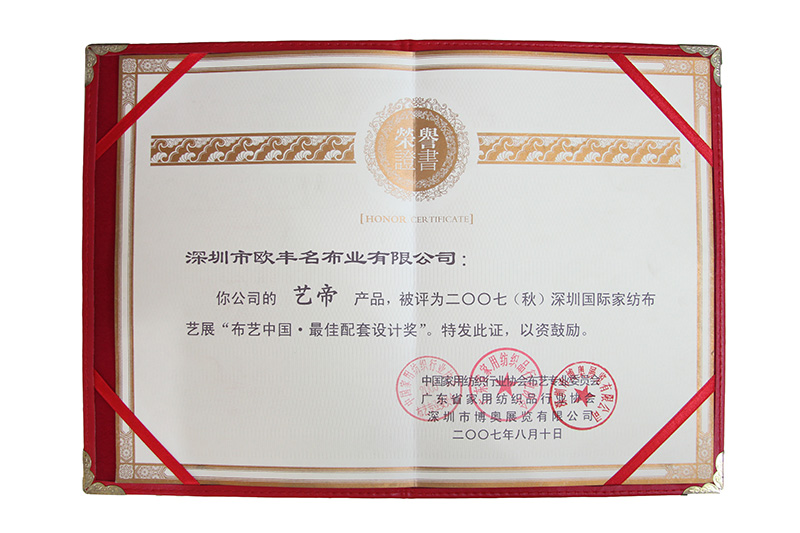 榮譽
證書
[HONOR CERTIFICATE]
深圳市欧丰名布业有限公司：
你公司的 艺帝 产品，被评为二〇〇七（秋）深圳国际家纺布
艺展“布艺中国·最佳配套设计奖”。特发此证，以资鼓励。
中国家用纺织行业协会布艺专业委员会
广东省家用纺织品行业协会
深圳市博奥展览有限公司
二〇〇七年八月十日